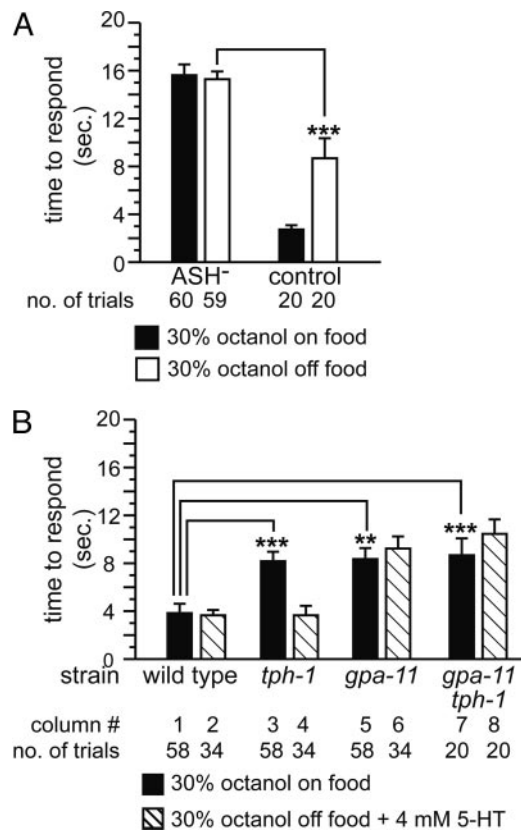 A
time to respond
(sec.)
20
16
12
8
4
0
***
ASH- control
no. of trials 60 59 20 20
30% octanol on food
30% octanol off food
B
time to respond
(sec.)
20
16
12
8
4
0
*** ** ***
strain wild type tph-1 gpa-11 gpa-11
tph-1
column # 1 2 3 4 5 6 7 8
no. of trials 58 34 58 34 58 34 20 20
30% octanol on food
30% octanol off food + 4 mM 5-HT